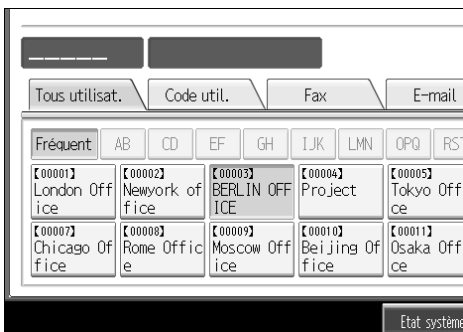 _____
Tous utilisat. Code util. Fax E-mail
Fréquent AB CD EF GH IJK LMN OPQ RST
【00001】 【00002】 【00003】 【00004】 【00005】
London Off Newyork of BERLIN OFF Project Tokyo Off
ice fice ICE ce
【00007】 【00008】 【00009】 【00010】 【00011】
Chicago Of Rome Offic Moscow Off Beijing Of Osaka Off
fice e ice fice ce
Etat système